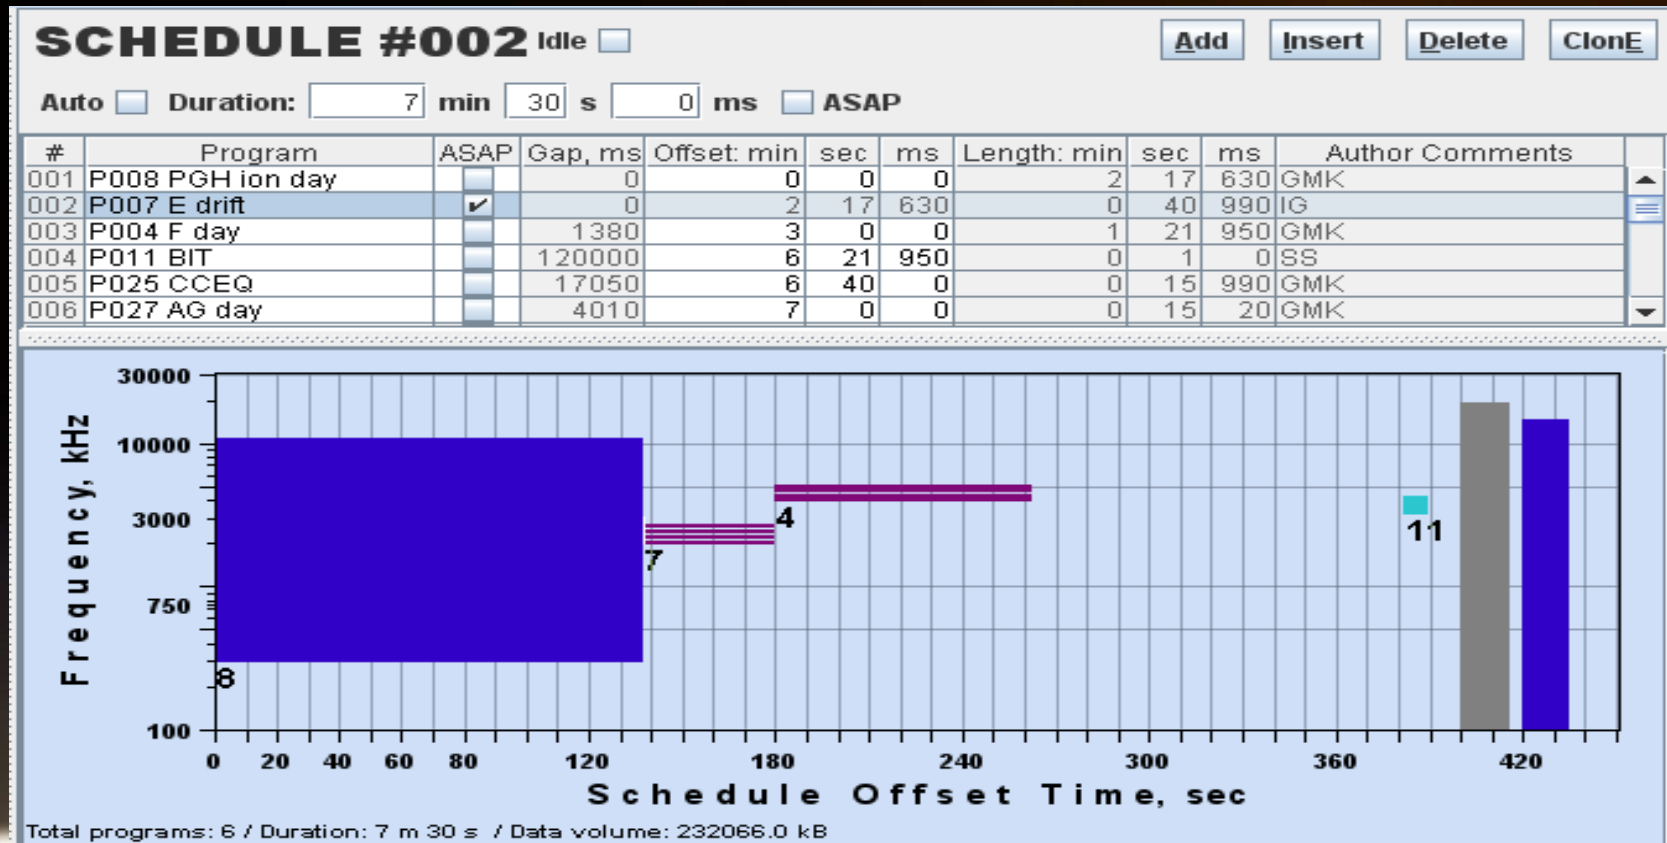 SCHEDULE #002 Idle Add Insert Delete ClonE
Auto Duration: 7 min 30 s 0 ms ASAP
# Program ASAP Gap, ms Offset: min sec ms Length: min sec ms Author Comments
001 P008 PGH ion day 0 0 0 0 2 17 630 GMK
002 P007 E drift ✔ 0 2 17 630 0 40 990 IG
003 P004 F day 1380 3 0 0 1 21 950 GMK
004 P011 BIT 120000 6 21 950 0 1 0 SS
005 P025 CCEQ 17050 6 40 0 0 15 990 GMK
006 P027 AG day 4010 7 0 0 0 15 20 GMK
Frequency, kHz
30000
10000
3000
750
100
8
7
4
11
0 20 40 60 80 120 180 240 300 360 420
Schedule Offset Time, sec
Total programs: 6 / Duration: 7 m 30 s / Data volume: 232066.0 kB